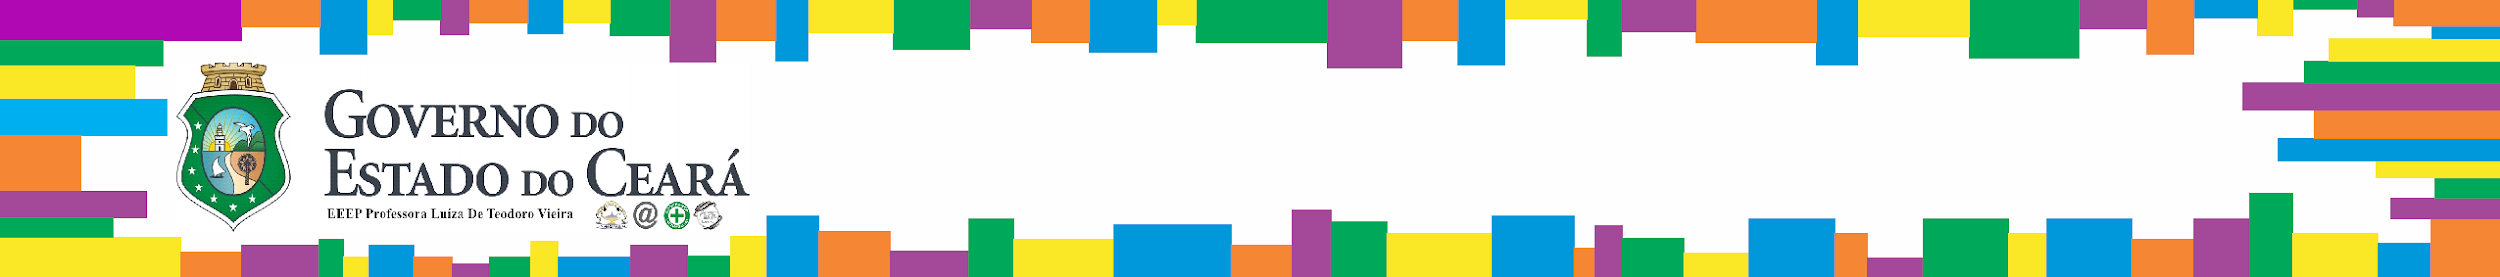 GOVERNO DO
ESTADO DO CEARÁ
EEEP Professora Luiza De Teodoro Vieira @